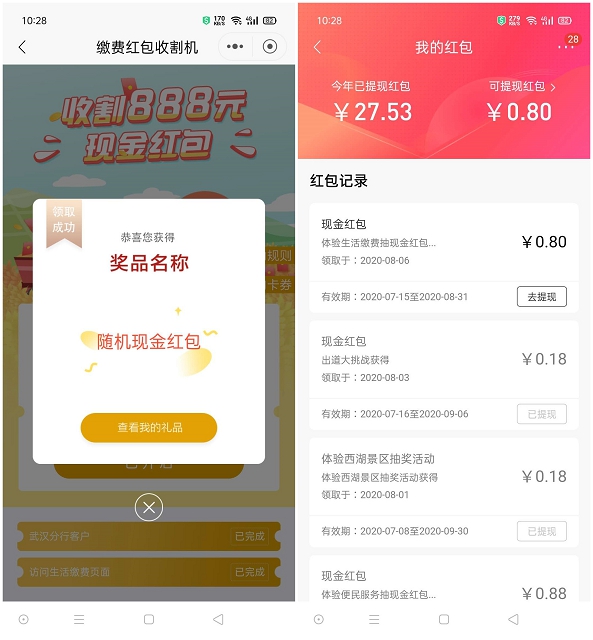 10:28
5
170
KB/S
4G
62
缴费红包收割机
收割888元
现金红包
领取
成功
恭喜您获得
奖品名称
规则
卡券
随机现金红包
查看我的礼品
已开启
武汉分行客户
已完成
访问生活缴费页面
已完成
10:28
5
279
KB/S
4G
62
我的红包
28
今年已提现红包
可提现红包
￥27.53
￥0.80
红包记录
现金红包
体验生活缴费抽现金红包...
￥0.80
领取于：2020-08-06
有效期：2020-07-15至2020-08-31
去提现
现金红包
出道大挑战获得
￥0.18
领取于：2020-08-03
有效期：2020-07-16至2020-09-06
已提现
体验西湖景区抽奖活动
体验西湖景区抽奖活动获得
￥0.18
领取于：2020-08-01
有效期：2020-07-08至2020-09-30
已提现
现金红包
体验便民服务抽现金红包...
￥0.88